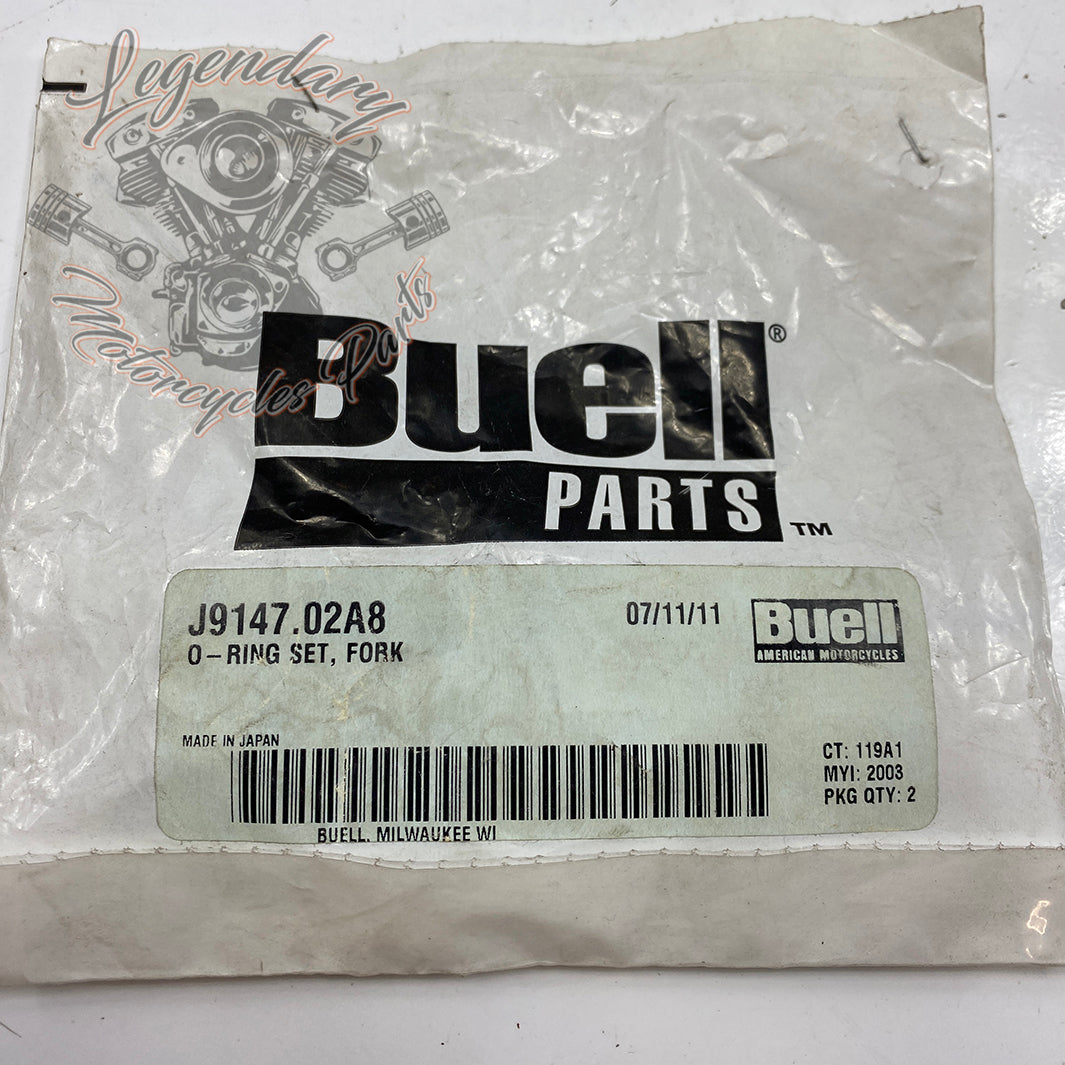 Legendary
Motorcycles Parts
Buell®
PARTS™
J9147.02A8
07/11/11
Buell
O-RING SET, FORK
AMERICAN MOTORCYCLES
MADE IN JAPAN
CT: 119A1
MYI: 2003
PKG QTY: 2
BUELL, MILWAUKEE WI